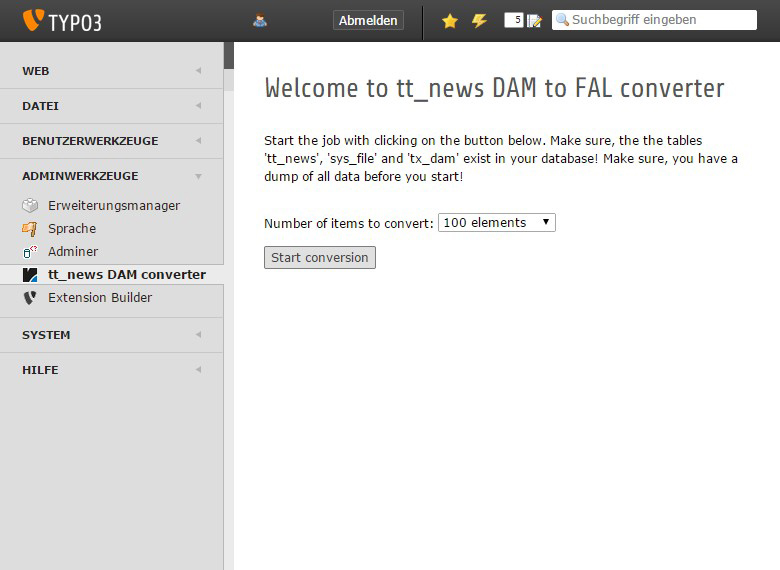 TYPO3
Abmelden
5
Suchbegriff eingeben
WEB
DATEI
BENUTZERWERKZEUGE
ADMINWERKZEUGE
Erweiterungsmanager
Sprache
Adminer
tt_news DAM converter
Extension Builder
SYSTEM
HILFE
Welcome to tt_news DAM to FAL converter
Start the job with clicking on the button below. Make sure, the the tables
'tt_news', 'sys_file' and 'tx_dam' exist in your database! Make sure, you have a
dump of all data before you start!
Number of items to convert: 100 elements
Start conversion